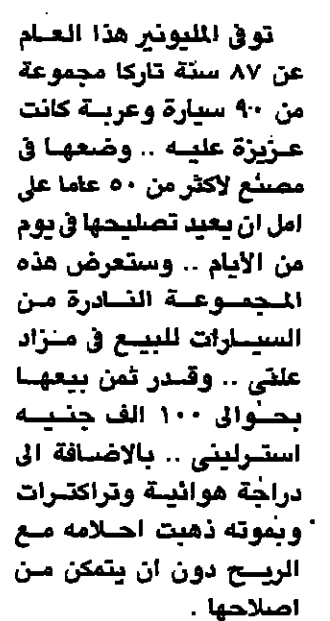 توفى المليونير هذا العام
عن ٨٧ سنة تاركا مجموعة
من ٩٠ سيارة وعربة كانت
عزيزة عليه .. وضعها فى
مصنع لاكثر من ٥٠ عاما على
امل ان يعيد تصليحها فى يوم
من الأيام .. وستعرض هذه
المجموعة النادرة من
السيارات للبيع فى مزاد
علنى .. وقدر ثمن بيعها
بحوالى ١٠٠ الف جنيه
استرلينى .. بالاضافة الى
دراجة هوائية وتراكترات
وبموته ذهبت احلامه مع
الريح دون ان يتمكن من
اصلاحها .